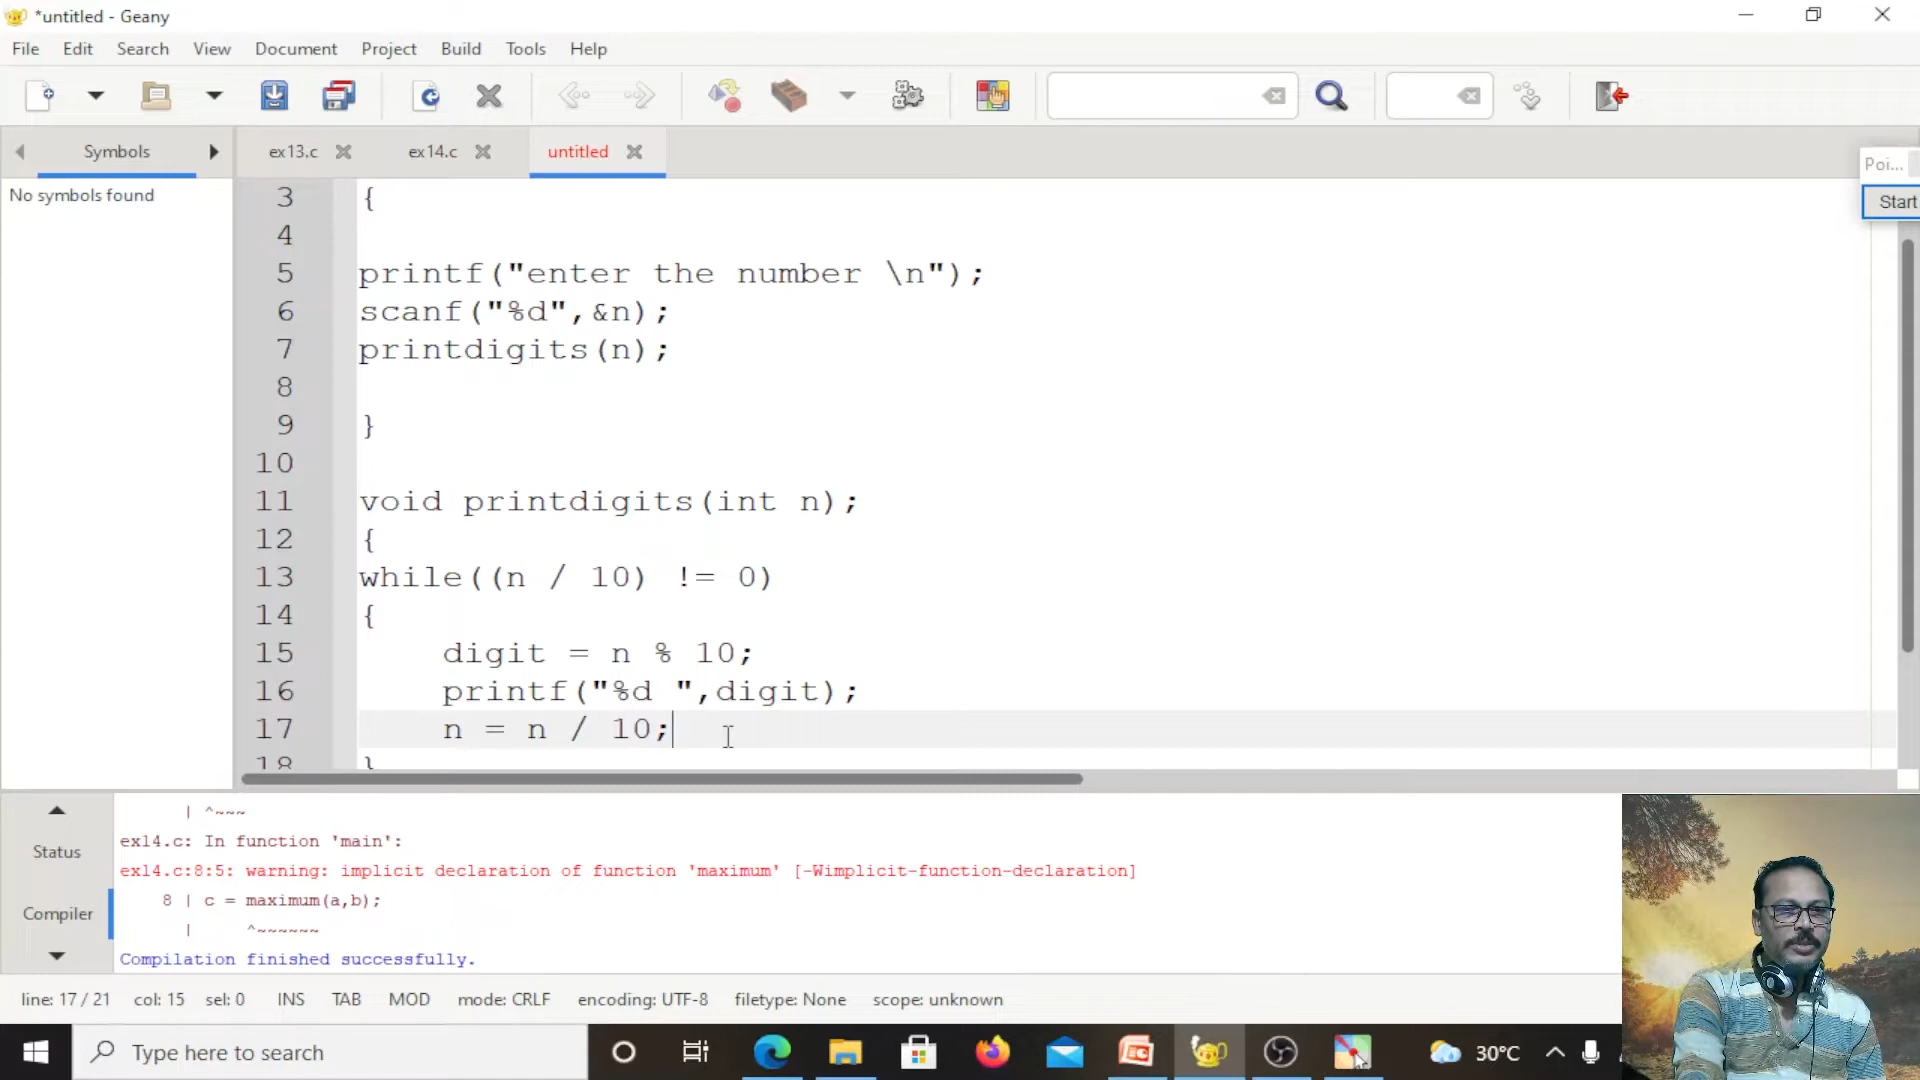 *untitled - Geany
File Edit Search View Document Project Build Tools Help
Symbols
ex13.c
ex14.c
untitled
Poi...
Start
No symbols found
3 {
4
5 printf("enter the number \n");
6 scanf("%d",&n);
7 printdigits(n);
8
9 }
10
11 void printdigits(int n);
12 {
13 while((n / 10) != 0)
14 {
15 digit = n % 10;
16 printf("%d ",digit);
17 n = n / 10;
18 }
| ^~~~
ex14.c: In function 'main':
ex14.c:8:5: warning: implicit declaration of function 'maximum' [-Wimplicit-function-declaration]
8 | c = maximum(a,b);
| ^~~~~~~
Compilation finished successfully.
Status
Compiler
line: 17 / 21 col: 15 sel: 0 INS TAB MOD mode: CRLF encoding: UTF-8 filetype: None scope: unknown
Type here to search
30°C